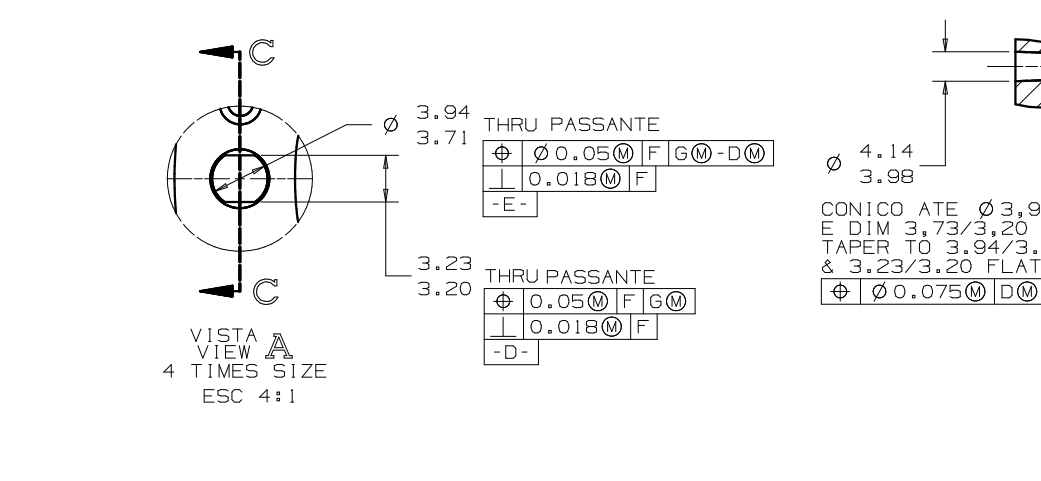 C
Ø 3.94
3.71
THRU PASSANTE
⌖ Ø 0.05Ⓜ F GⓂ-DⓂ
⊥ 0.018Ⓜ F
-E-
3.23
3.20
THRU PASSANTE
⌖ 0.05Ⓜ F GⓂ
⊥ 0.018Ⓜ F
-D-
C
VISTA
VIEW A
4 TIMES SIZE
ESC 4:1
Ø 4.14
3.98
CONICO ATE Ø3,9
E DIM 3,73/3,20
TAPER TO 3.94/3.
& 3.23/3.20 FLAT
⌖ Ø 0.075Ⓜ DⓂ